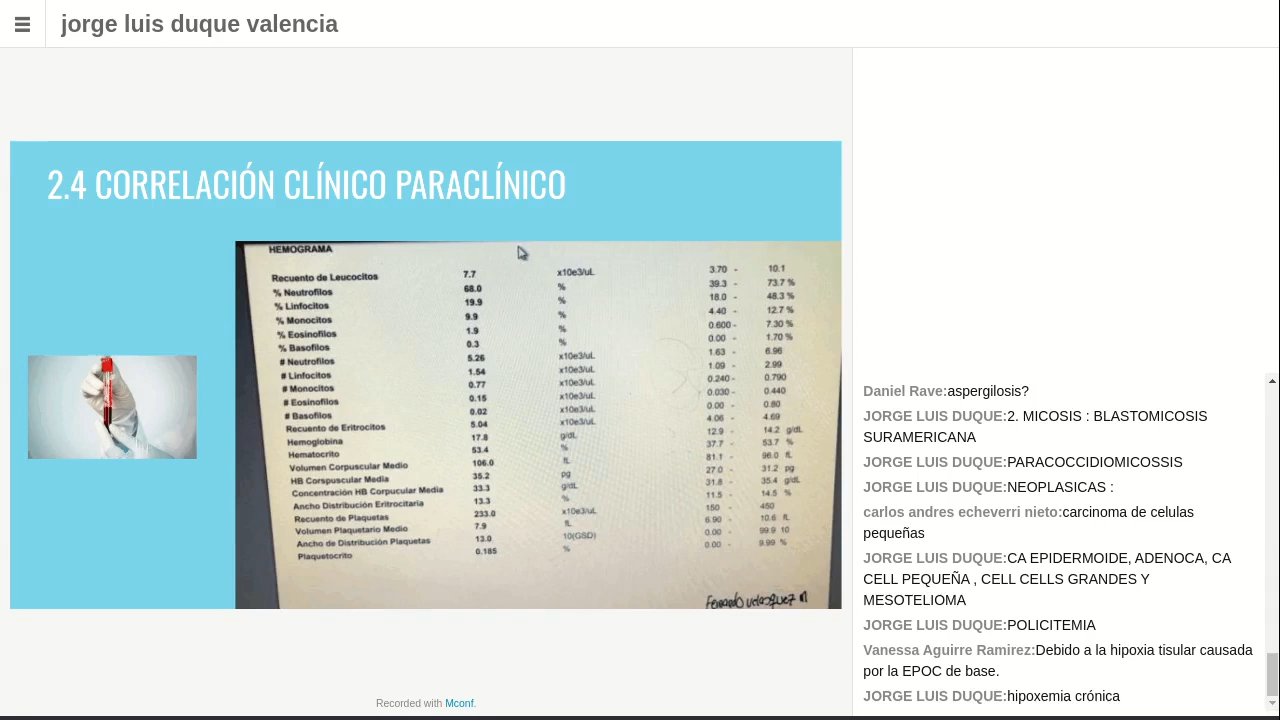 jorge luis duque valencia
2.4 CORRELACIÓN CLÍNICO PARACLÍNICO
HEMOGRAMA
Recuento de Leucocitos 7.7 x10e3/uL 3.70 - 10.1
% Neutrofilos 68.0 % 39.3 - 73.7 %
% Linfocitos 19.9 % 18.0 - 48.3 %
% Monocitos 9.9 % 4.40 - 12.7 %
% Eosinofilos 1.9 % 0.600 - 7.30 %
% Basofilos 0.3 % 0.00 - 1.70 %
# Neutrofilos 5.26 x10e3/uL 1.63 - 6.96
# Linfocitos 1.54 x10e3/uL 1.09 - 2.99
# Monocitos 0.77 x10e3/uL 0.240 - 0.790
# Eosinofilos 0.15 x10e3/uL 0.030 - 0.440
# Basofilos 0.02 x10e3/uL 0.00 - 0.80
Recuento de Eritrocitos 5.04 x10e3/uL 4.06 - 4.69
Hemoglobina 17.8 g/dL 12.9 - 14.2 g/dL
Hematocrito 53.4 % 37.7 - 53.7 %
Volumen Corpuscular Medio 106.0 fL 81.1 - 96.0 fL
HB Corspuscular Media 35.2 pg 27.0 - 31.2 pg
Concentración HB Corpucular Media 33.3 g/dL 31.8 - 35.4 g/dL
Ancho Distribución Eritrocitaria 13.3 % 11.5 - 14.5 %
Recuento de Plaquetas 233.0 x10e3/uL 150 - 450
Volumen Plaquetario Medio 7.9 fL 6.90 - 10.6 fL
Ancho de Distribución Plaquetas 13.0 10(GSD) 0.00 - 99.9 10
Plaquetocrito 0.185 % 0.00 - 9.99 %
Fernando Velasquez M
Recorded with Mconf.
Daniel Rave:aspergilosis?
JORGE LUIS DUQUE:2. MICOSIS : BLASTOMICOSIS
SURAMERICANA
JORGE LUIS DUQUE:PARACOCCIDIOMICOSSIS
JORGE LUIS DUQUE:NEOPLASICAS :
carlos andres echeverri nieto:carcinoma de celulas
pequeñas
JORGE LUIS DUQUE:CA EPIDERMOIDE, ADENOCA, CA
CELL PEQUEÑA , CELL CELLS GRANDES Y
MESOTELIOMA
JORGE LUIS DUQUE:POLICITEMIA
Vanessa Aguirre Ramirez:Debido a la hipoxia tisular causada
por la EPOC de base.
JORGE LUIS DUQUE:hipoxemia crónica